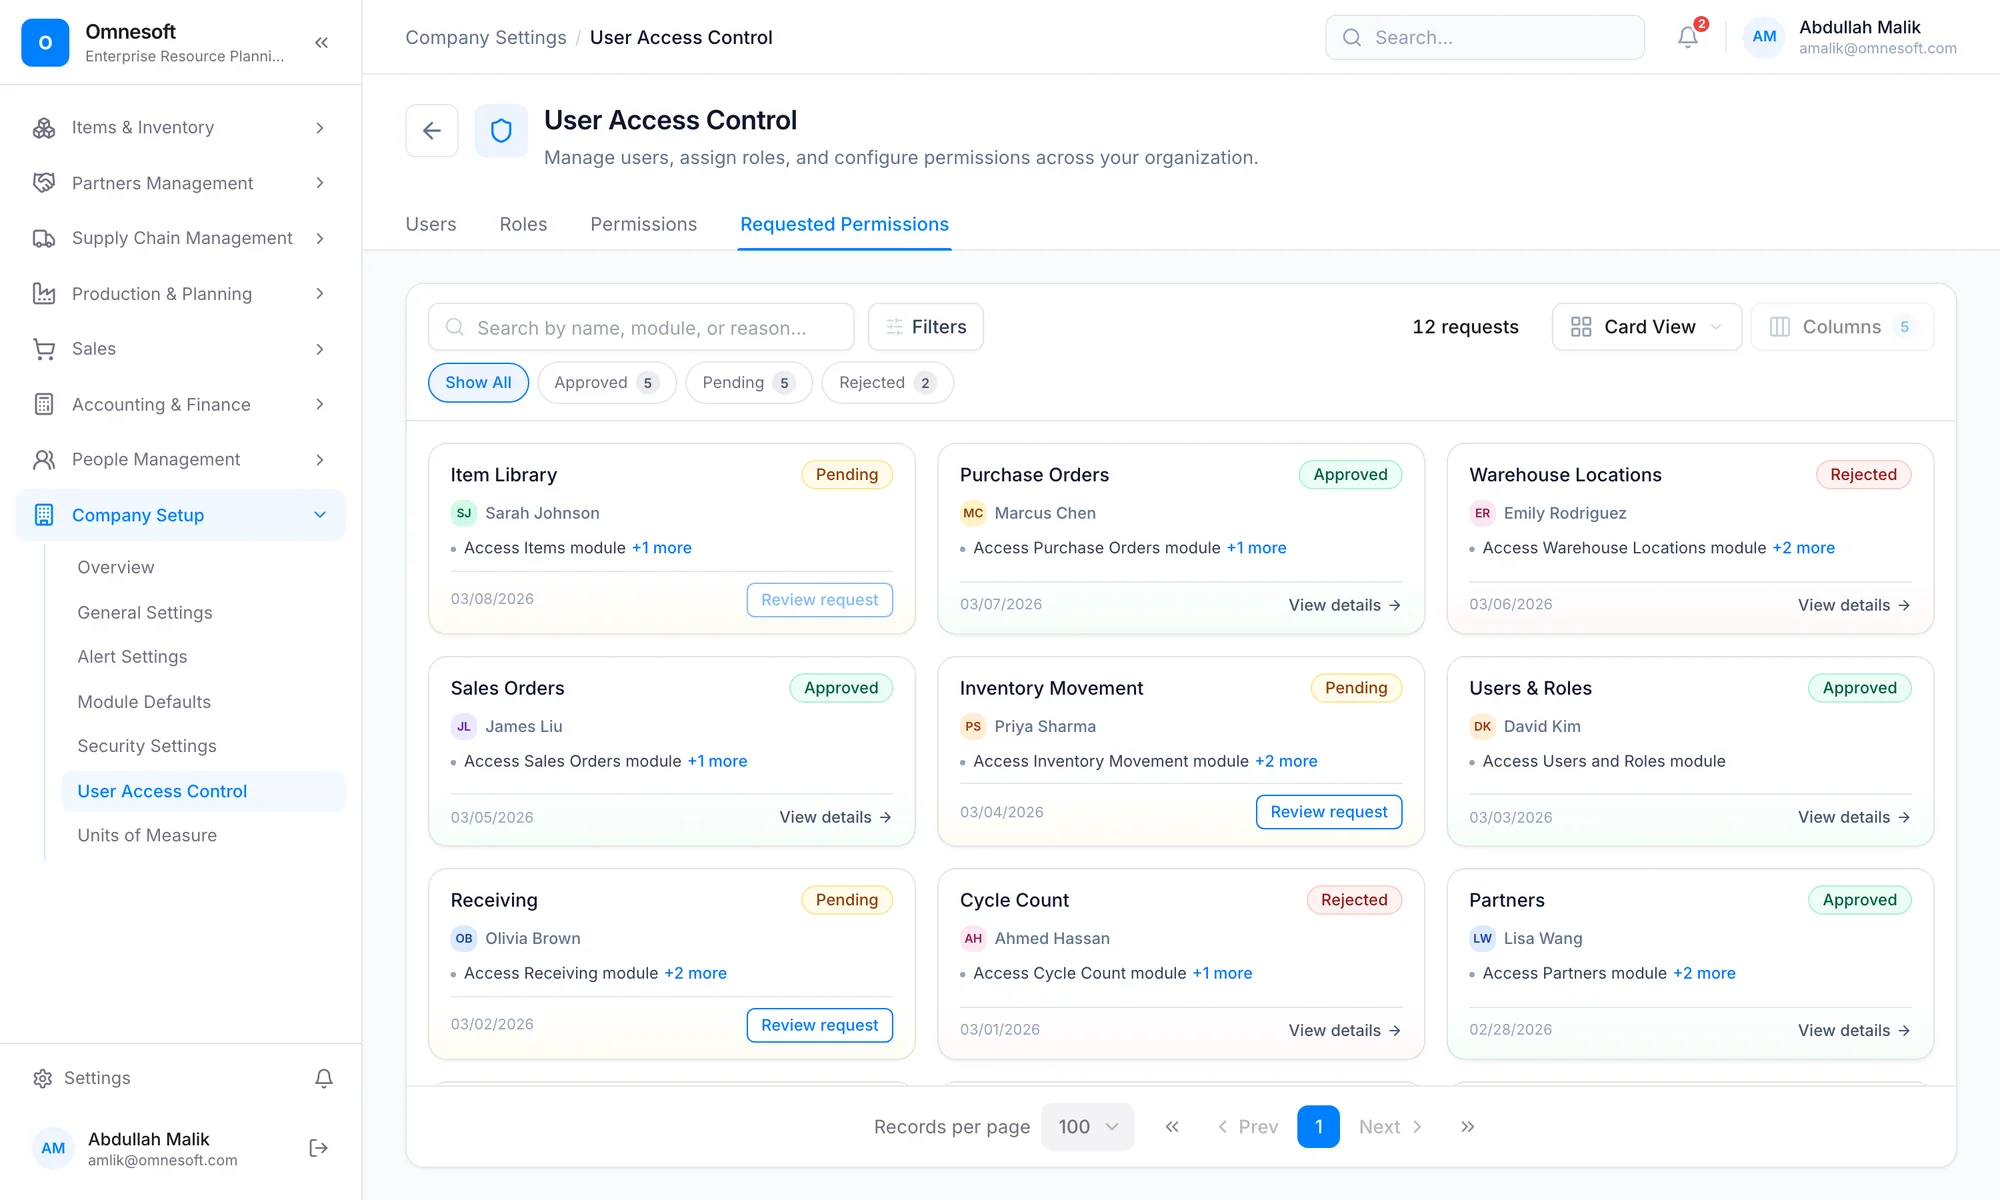 O
Omnesoft
Enterprise Resource Planni...
Items & Inventory
Partners Management
Supply Chain Management
Production & Planning
Sales
Accounting & Finance
People Management
Company Setup
Overview
General Settings
Alert Settings
Module Defaults
Security Settings
User Access Control
Units of Measure
Settings
AM
Abdullah Malik
amlik@omnesoft.com
Company Settings / User Access Control
Search...
2
AM
Abdullah Malik
amalik@omnesoft.com
User Access Control
Manage users, assign roles, and configure permissions across your organization.
Users Roles Permissions Requested Permissions
Search by name, module, or reason...
Filters
12 requests
Card View
Columns 5
Show All Approved 5 Pending 5 Rejected 2
Item Library Pending
SJ Sarah Johnson
• Access Items module +1 more
03/08/2026 Review request
Purchase Orders Approved
MC Marcus Chen
• Access Purchase Orders module +1 more
03/07/2026 View details →
Warehouse Locations Rejected
ER Emily Rodriguez
• Access Warehouse Locations module +2 more
03/06/2026 View details →
Sales Orders Approved
JL James Liu
• Access Sales Orders module +1 more
03/05/2026 View details →
Inventory Movement Pending
PS Priya Sharma
• Access Inventory Movement module +2 more
03/04/2026 Review request
Users & Roles Approved
DK David Kim
• Access Users and Roles module
03/03/2026 View details →
Receiving Pending
OB Olivia Brown
• Access Receiving module +2 more
03/02/2026 Review request
Cycle Count Rejected
AH Ahmed Hassan
• Access Cycle Count module +1 more
03/01/2026 View details →
Partners Approved
LW Lisa Wang
• Access Partners module +2 more
02/28/2026 View details →
Records per page 100 « ‹ Prev 1 Next › »